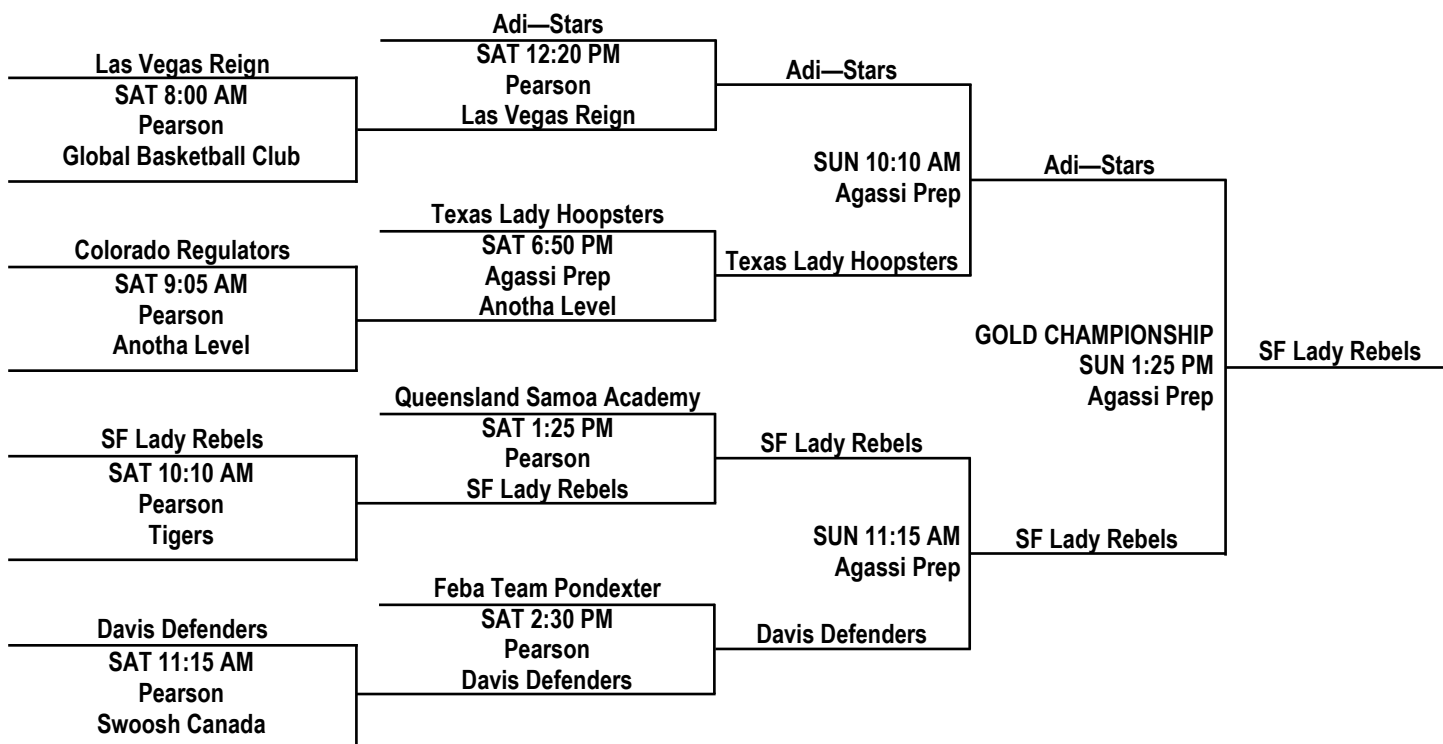 Las Vegas Reign
SAT 8:00 AM
Pearson
Global Basketball Club
Colorado Regulators
SAT 9:05 AM
Pearson
Anotha Level
SF Lady Rebels
SAT 10:10 AM
Pearson
Tigers
Davis Defenders
SAT 11:15 AM
Pearson
Swoosh Canada
Adi—Stars
SAT 12:20 PM
Pearson
Las Vegas Reign
Texas Lady Hoopsters
SAT 6:50 PM
Agassi Prep
Anotha Level
Queensland Samoa Academy
SAT 1:25 PM
Pearson
SF Lady Rebels
Feba Team Pondexter
SAT 2:30 PM
Pearson
Davis Defenders
Adi—Stars
SUN 10:10 AM
Agassi Prep
Texas Lady Hoopsters
SF Lady Rebels
SUN 11:15 AM
Agassi Prep
Davis Defenders
Adi—Stars
GOLD CHAMPIONSHIP
SUN 1:25 PM
Agassi Prep
SF Lady Rebels
SF Lady Rebels